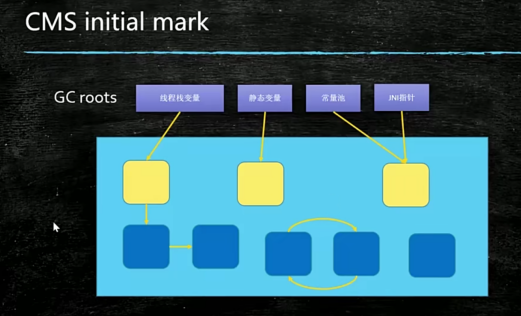 CMS initial mark
GC roots
线程栈变量
静态变量
常量池
JNI指针